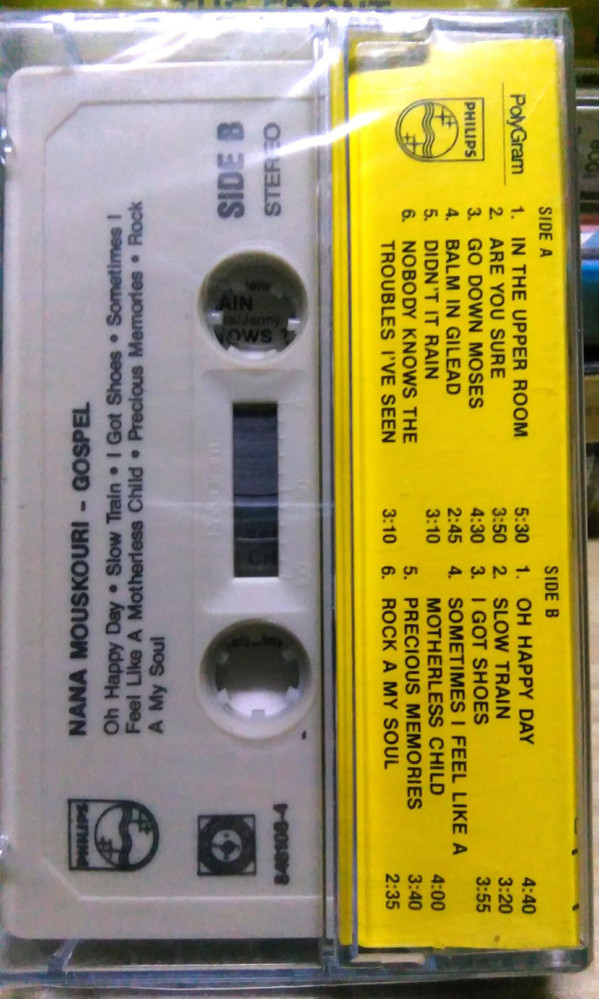 PolyGram
PHILIPS
SIDE A
1. IN THE UPPER ROOM 5:30
2. ARE YOU SURE 3:50
3. GO DOWN MOSES 4:30
4. BALM IN GILEAD 2:45
5. DIDN'T IT RAIN 3:10
6. NOBODY KNOWS THE
TROUBLES I'VE SEEN 3:10
SIDE B
1. OH HAPPY DAY 4:40
2. SLOW TRAIN 3:20
3. I GOT SHOES 3:55
4. SOMETIMES I FEEL LIKE A
MOTHERLESS CHILD 4:00
5. PRECIOUS MEMORIES 3:40
6. ROCK A MY SOUL 2:35
SIDE B
STEREO
NANA MOUSKOURI - GOSPEL
Oh Happy Day • Slow Train • I Got Shoes • Sometimes I
Feel Like A Motherless Child • Precious Memories • Rock
A My Soul
PHILIPS
AIN
rs/Jenny
OWS T